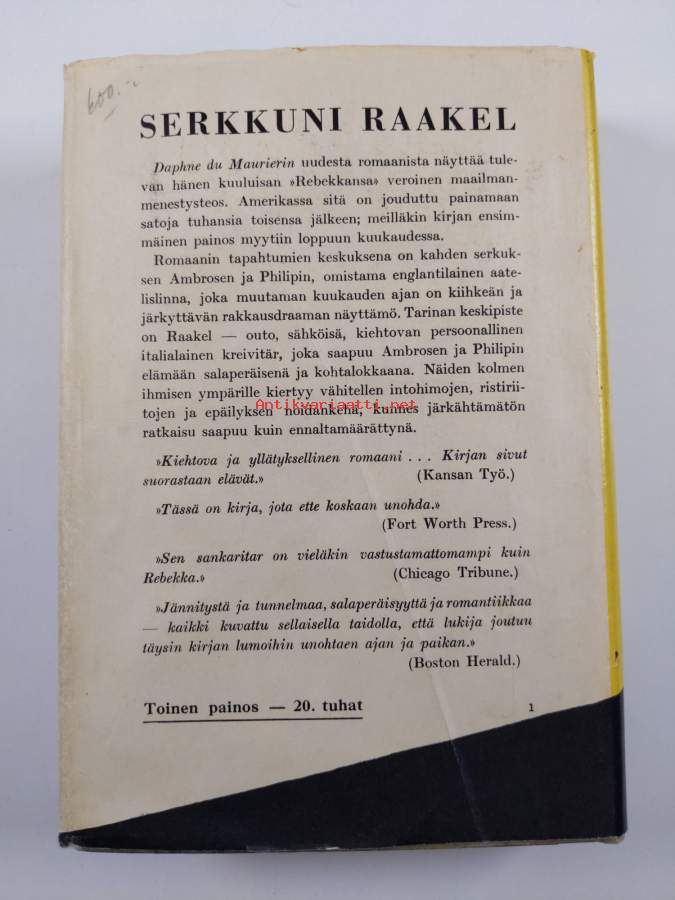 600.-
SERKKUNI RAAKEL
Daphne du Maurierin uudesta romaanista näyttää tule-
van hänen kuuluisan »Rebekkansa» veroinen maailman-
menestysteos. Amerikassa sitä on jouduttu painamaan
satoja tuhansia toisensa jälkeen; meilläkin kirjan ensim-
mäinen painos myytiin loppuun kuukaudessa.
Romaanin tapahtumien keskuksena on kahden serkuk-
sen Ambrosen ja Philipin, omistama englantilainen aate-
lislinna, joka muutaman kuukauden ajan on kiihkeän ja
järkyttävän rakkausdraaman näyttämö. Tarinan keskipiste
on Raakel — outo, sähköisä, kiehtovan persoonallinen
italialainen kreivitär, joka saapuu Ambrosen ja Philipin
elämään salaperäisenä ja kohtalokkaana. Näiden kolmen
ihmisen ympärille kiertyy vähitellen intohimojen, ristirii-
Antikvariaatti.net
tojen ja epäilyksen noidankehä, kunnes järkähtämätön
ratkaisu saapuu kuin ennaltamäärättynä.
»Kiehtova ja yllätyksellinen romaani . . . Kirjan sivut
suorastaan elävät.» (Kansan Työ.)
»Tässä on kirja, jota ette koskaan unohda.»
(Fort Worth Press.)
»Sen sankaritar on vieläkin vastustamattomampi kuin
Rebekka.» (Chicago Tribune.)
»Jännitystä ja tunnelmaa, salaperäisyyttä ja romantiikkaa
— kaikki kuvattu sellaisella taidolla, että lukija joutuu
täysin kirjan lumoihin unohtaen ajan ja paikan.»
(Boston Herald.)
Toinen painos — 20. tuhat 1